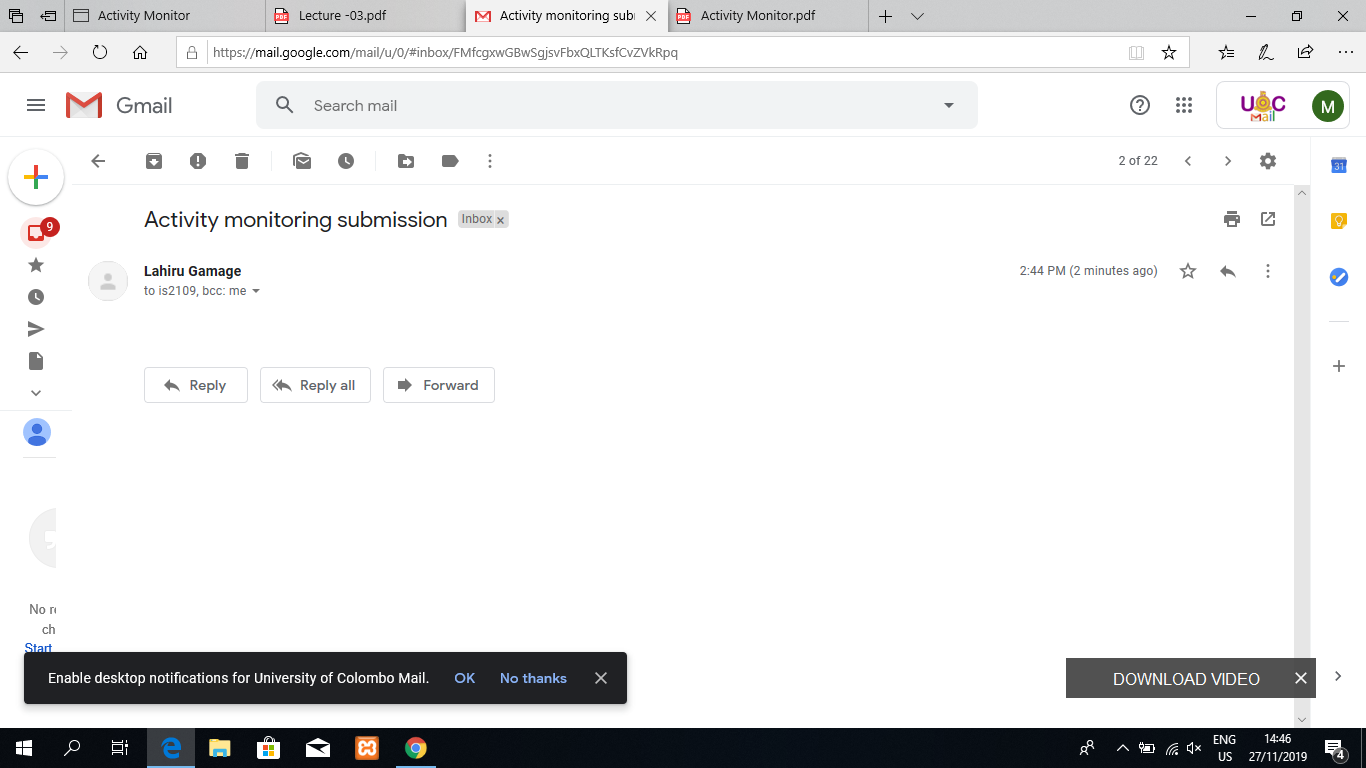 Activity Monitor
Lecture -03.pdf
Activity monitoring sub
Activity Monitor.pdf
https://mail.google.com/mail/u/0/#inbox/FMfcgxwGBwSgjsvFbxQLTKsfCvZVkRpq
Gmail
Search mail
UOC
Mail
M
2 of 22
31
Activity monitoring submission
Inbox x
9
Lahiru Gamage
2:44 PM (2 minutes ago)
to is2109, bcc: me
Reply
Reply all
Forward
No re
ch
Start
Enable desktop notifications for University of Colombo Mail.
OK
No thanks
DOWNLOAD VIDEO
ENG
US
14:46
27/11/2019
4